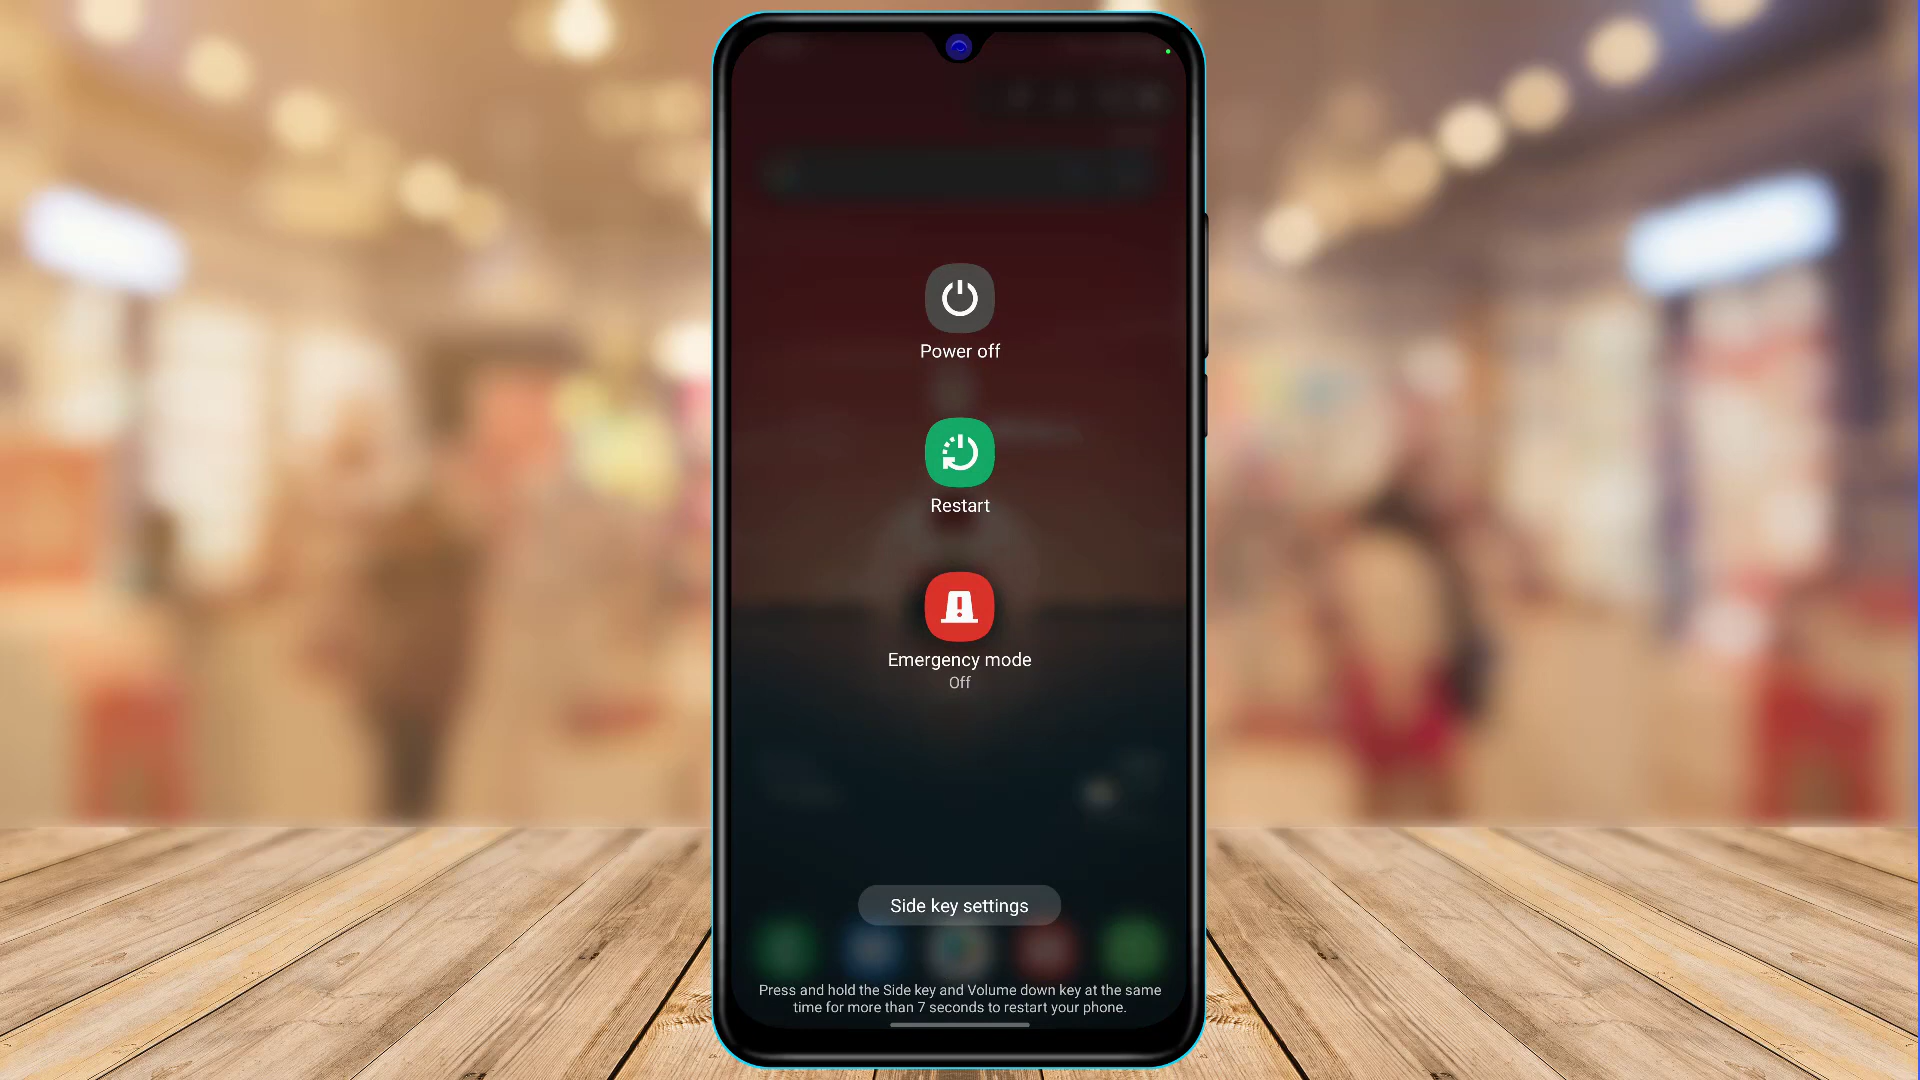 Power off
Restart
Emergency mode
Off
Side key settings
Press and hold the Side key and Volume down key at the same
time for more than 7 seconds to restart your phone.